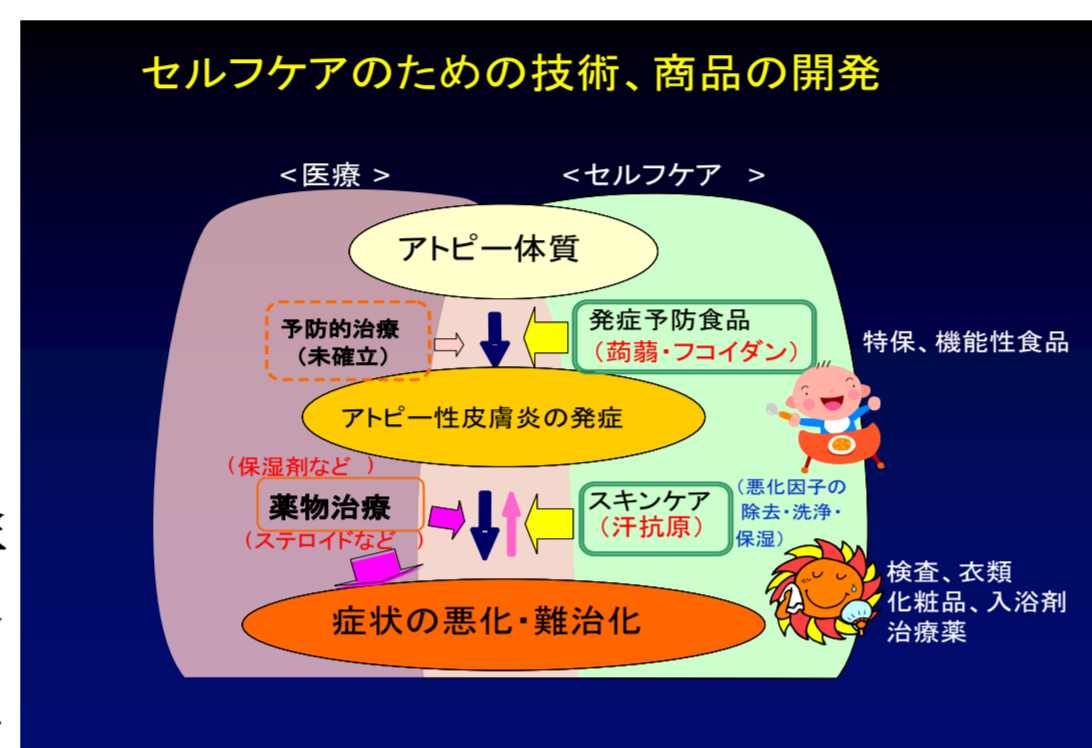 セルフケアのための技術、商品の開発
<医療 >
<セルフケア >
アトピー体質
予防的治療
(未確立)
発症予防食品
(蒟蒻・フコイダン)
特保、機能性食品
アトピー性皮膚炎の発症
(保湿剤など )
薬物治療
(ステロイドなど )
スキンケア
(汗抗原)
(悪化因子の
除去・洗浄・
保湿)
検査、衣類
化粧品、入浴剤
治療薬
症状の悪化・難治化